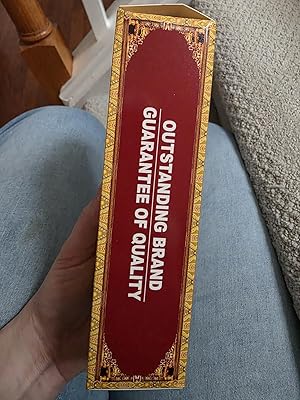 OUTSTANDING BRAND
GUARANTEE OF QUALITY